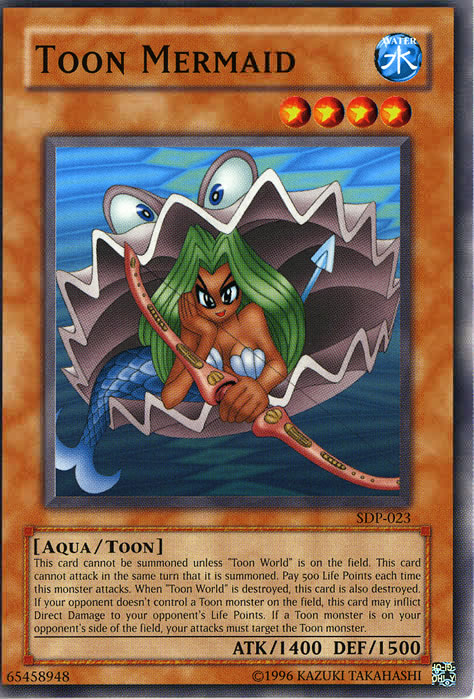 TOON MERMAID
WATER
水
SDP-023
[AQUA/TOON]
This card cannot be summoned unless "Toon World" is on the field. This card
cannot attack in the same turn that it is summoned. Pay 500 Life Points each time
this monster attacks. When "Toon World" is destroyed, this card is also destroyed.
If your opponent doesn't control a Toon monster on the field, this card may inflict
Direct Damage to your opponent's Life Points. If a Toon monster is on your
opponent's side of the field, your attacks must target the Toon monster.
ATK/1400 DEF/1500
65458948
©1996 KAZUKI TAKAHASHI